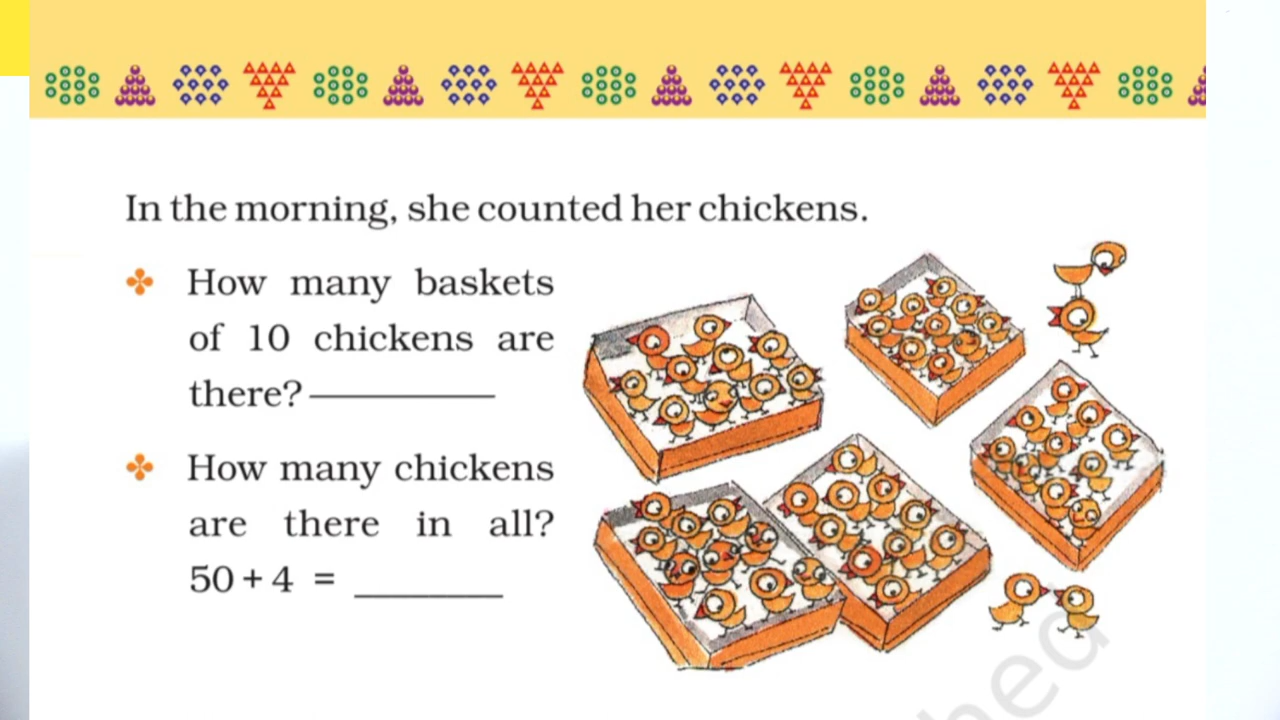 In the morning, she counted her chickens.
How many baskets
of 10 chickens are
there?
How many chickens
are there in all?
50 + 4 =